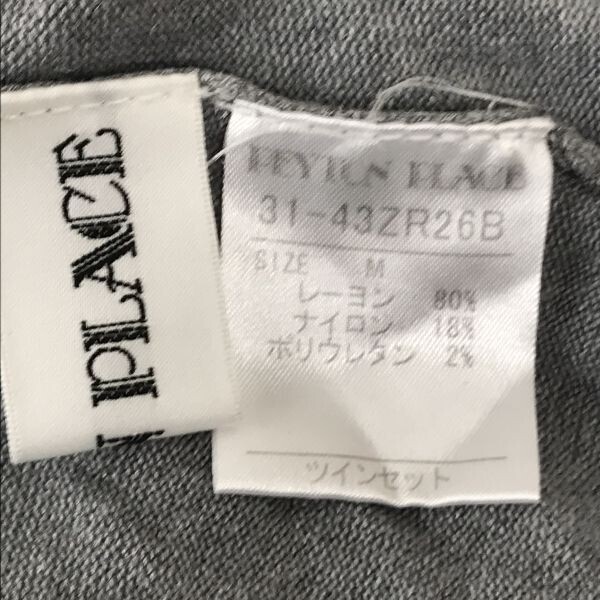 PLACE
PEYTON PLACE
31-43ZR26B
SIZE M
レーヨン 80%
ナイロン 18%
ポリウレタン 2%
ツインセット